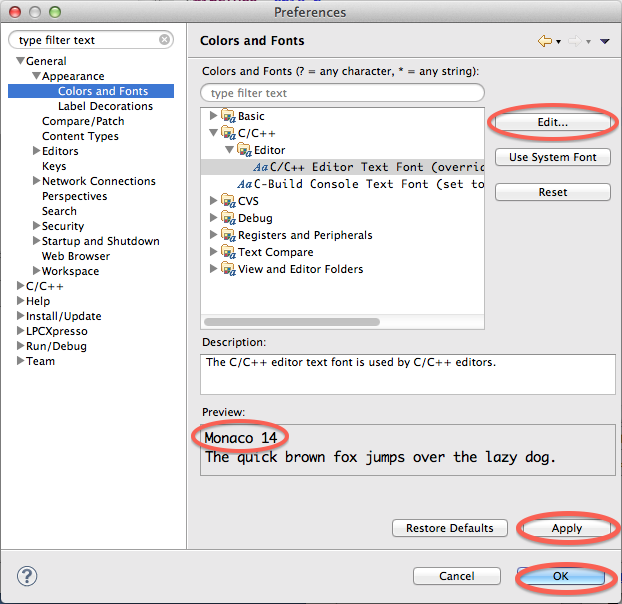 Preferences
type filter text
General
Appearance
Colors and Fonts
Label Decorations
Compare/Patch
Content Types
Editors
Keys
Network Connections
Perspectives
Search
Security
Startup and Shutdown
Web Browser
Workspace
C/C++
Help
Install/Update
LPCXpresso
Run/Debug
Team
Colors and Fonts
Colors and Fonts (? = any character, * = any string):
type filter text
Basic
C/C++
Editor
Aa C/C++ Editor Text Font (overrid
Aa C-Build Console Text Font (set to
CVS
Debug
Registers and Peripherals
Text Compare
View and Editor Folders
Edit...
Use System Font
Reset
Description:
The C/C++ editor text font is used by C/C++ editors.
Preview:
Monaco 14
The quick brown fox jumps over the lazy dog.
Restore Defaults
Apply
?
Cancel
OK